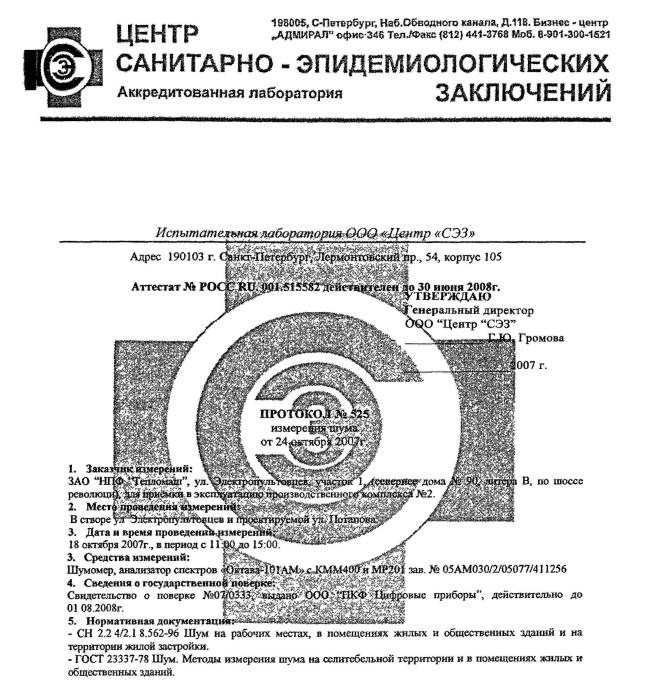 198005, С-Петербург, Наб.Обводного канала, Д.118. Бизнес - центр
ЦЕНТР „АДМИРАЛ” офис-346 Тел./Факс (812) 441-3768 Моб. 8-901-300-1521
САНИТАРНО - ЭПИДЕМИОЛОГИЧЕСКИХ
Аккредитованная лаборатория ЗАКЛЮЧЕНИЙ
Испытательная лаборатория ООО «Центр «СЭЗ»
Адрес 190103 г. Санкт-Петербург, Лермонтовский пр., 54, корпус 105
Аттестат № РОСС RU. 001.515582 действителен до 30 июня 2008г.
УТВЕРЖДАЮ
Генеральный директор
ООО "Центр "СЭЗ"
Г.Ю. Громова
2007 г.
ПРОТОКОЛ № 525
измерения шума
от 24 октября 2007г.
1. Заказчик измерений:
ЗАО "НПФ "Тепломаш", ул. Электропультовцев, участок 1, (севернее дома № 90, литера В, по шоссе
революци), для приёмки в эксплуатацию производственного комплекса №2.
2. Место проведения измерений:
В створе ул Электропультовцев и проектируемой ул. Потапова.
3. Дата и время проведений измерений:
18 октября 2007г., в период с 11:00 до 15:00.
3. Средства измерений:
Шумомер, анализатор спектров «Октава-101АМ» с КММ400 и МР201 зав. № 05АМ030/2/05077/411256
4. Сведения о государственной поверке:
Свидетельство о поверке №07/0333, выдано ООО "ПКФ Цифровые приборы", действительно до
01 08.2008г.
5. Нормативная документация:
- СН 2.2 4/2.1 8.562-96 Шум на рабочих местах, в помещениях жилых и общественных зданий и на
территории жилой застройки.
- ГОСТ 23337-78 Шум. Методы измерения шума на селитебельной территории и в помещениях жилых и
общественных зданий.